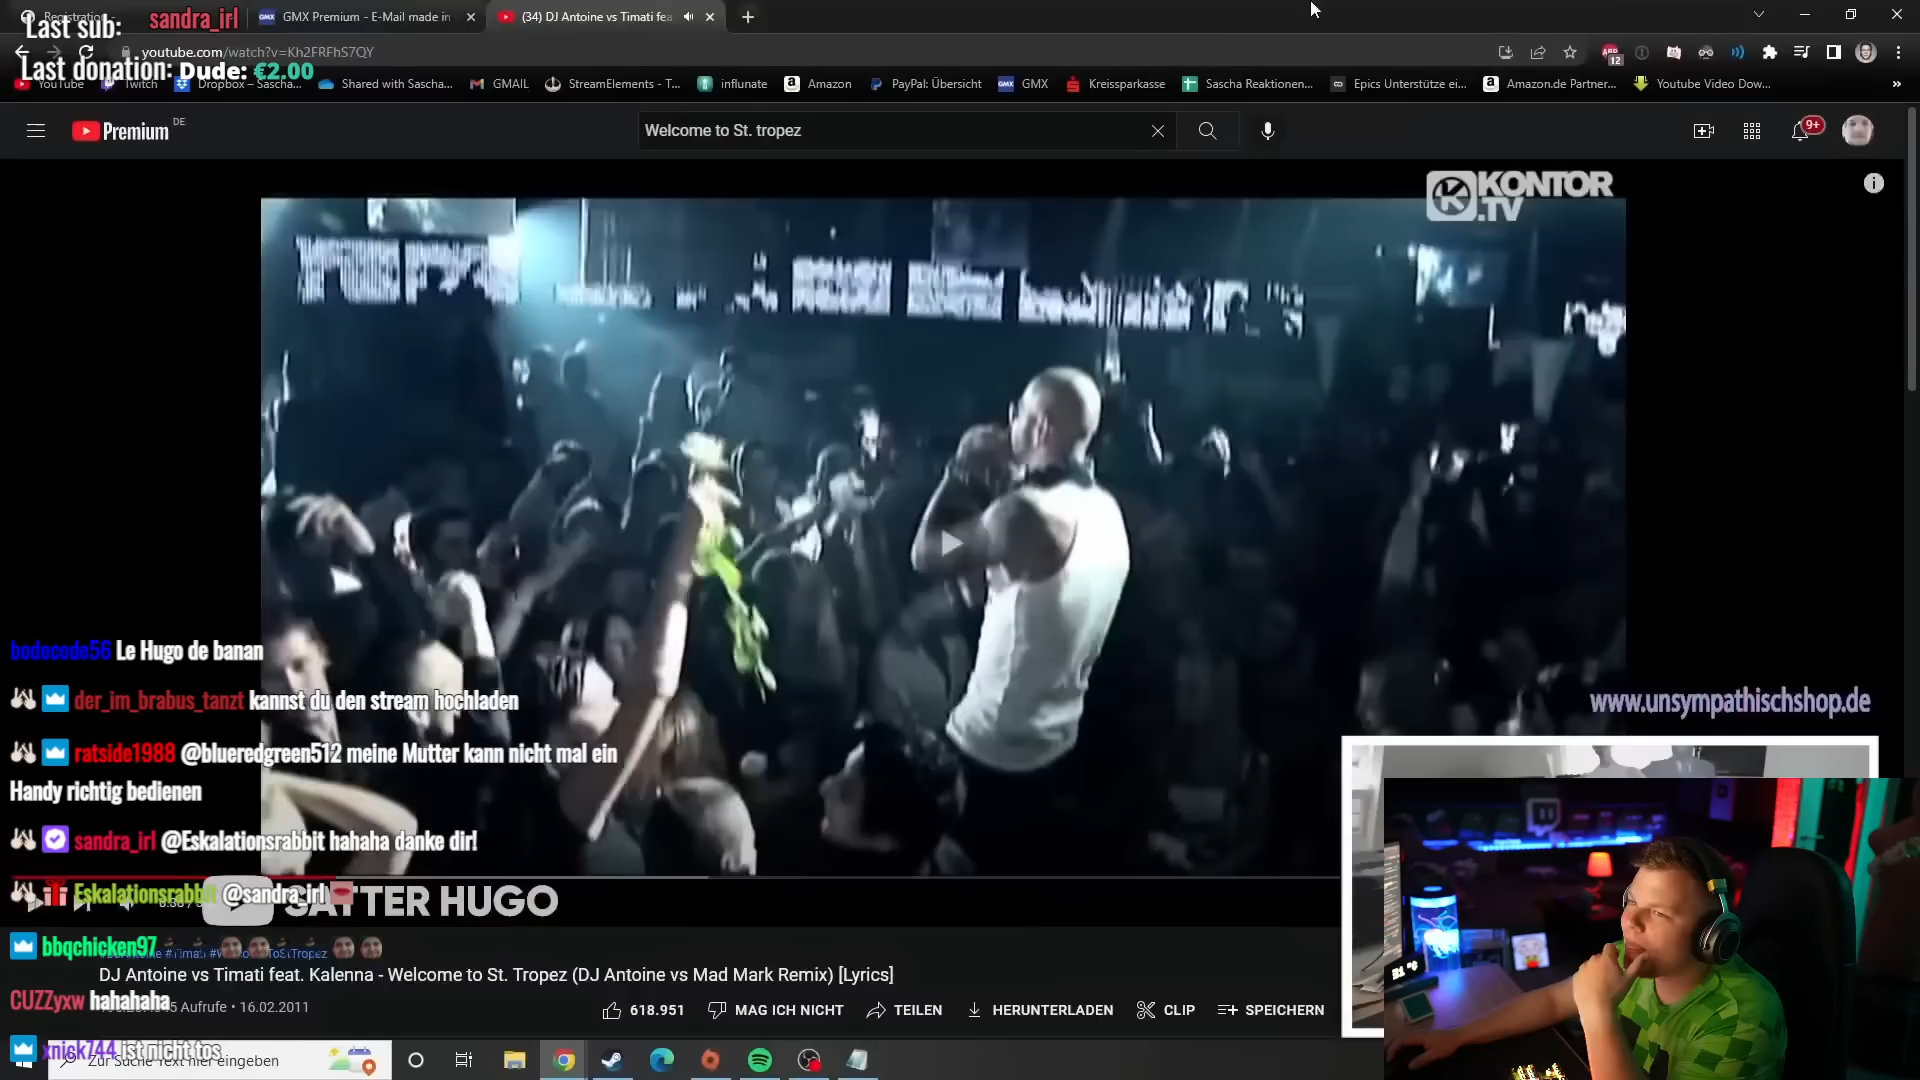 Last sub: sandra_irl
GMX Premium - E-Mail made in
(34) DJ Antoine vs Timati fea
Last donation: Dude: €2.00
youtube.com/watch?v=Kh2FRFhS7QY
12
YouTube
Twitch
Dropbox – Sascha...
Shared with Sascha...
GMAIL
StreamElements - T...
influnate
Amazon
PayPal: Übersicht
GMX
Kreissparkasse
Sascha Reaktionen...
Epics Unterstütze ei...
Amazon.de Partner...
Youtube Video Dow...
Premium DE
Welcome to St. tropez
9+
KONTOR
.TV
bodecode56 Le Hugo de banan
der_im_brabus_tanzt kannst du den stream hochladen
www.unsympathischshop.de
ratside1988 @blueredgreen512 meine Mutter kann nicht mal ein
Handy richtig bedienen
sandra_irl @Eskalationsrabbit hahaha danke dir!
Eskalationsrabbit @sandra_irl
HUGO
bbqchicken97
DJ Antoine vs Timati feat. Kalenna - Welcome to St. Tropez (DJ Antoine vs Mad Mark Remix) [Lyrics]
CUZZyxw hahahaha
Aufrufe • 16.02.2011
618.951
MAG ICH NICHT
TEILEN
HERUNTERLADEN
CLIP
SPEICHERN
xnick744 ist nicht tos
Zur Suche Text hier eingeben